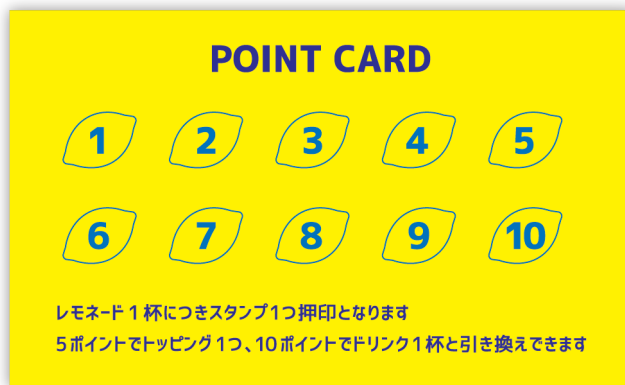 POINT CARD
1 2 3 4 5
6 7 8 9 10
レモネード1杯につきスタンプ1つ押印となります
5ポイントでトッピング1つ、10ポイントでドリンク1杯と引き換えできます